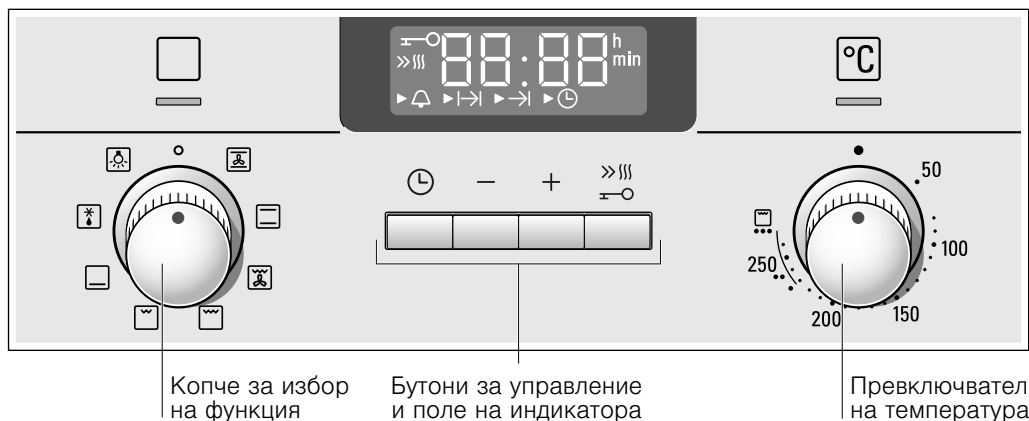 88:88 h
min
°C
50
100
150
200
250
Копче за избор
на функция
Бутони за управление
и поле на индикатора
Превключвател
на температура